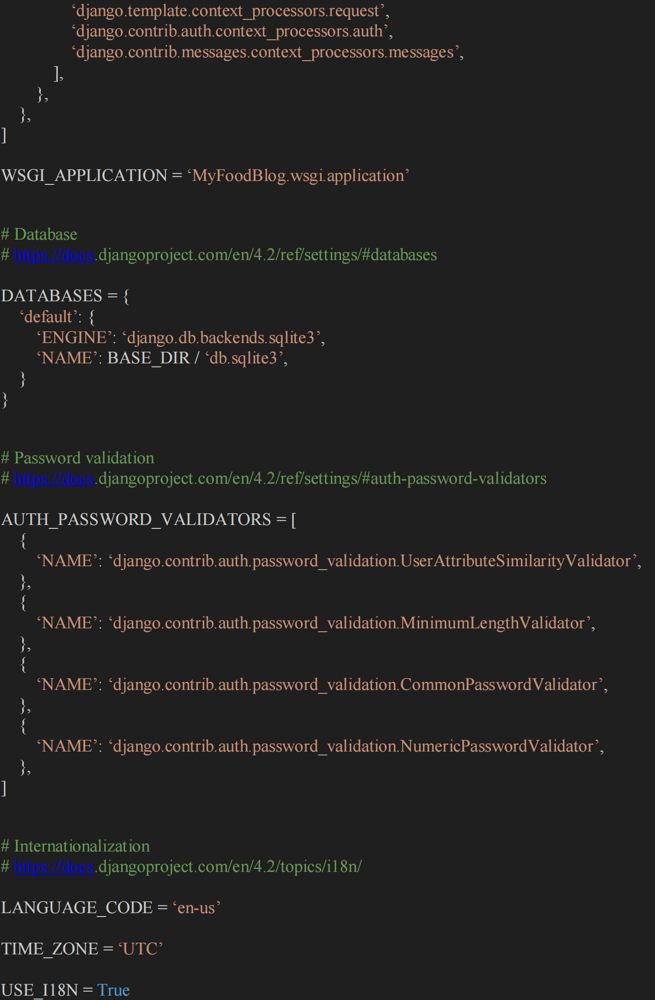 ‘django.template.context_processors.request’,
‘django.contrib.auth.context_processors.auth’,
‘django.contrib.messages.context_processors.messages’,
],
},
},
]
WSGI_APPLICATION = ‘MyFoodBlog.wsgi.application’
# Database
# https://docs.djangoproject.com/en/4.2/ref/settings/#databases
DATABASES = {
‘default’: {
‘ENGINE’: ‘django.db.backends.sqlite3’,
‘NAME’: BASE_DIR / ‘db.sqlite3’,
}
}
# Password validation
# https://docs.djangoproject.com/en/4.2/ref/settings/#auth-password-validators
AUTH_PASSWORD_VALIDATORS = [
{
‘NAME’: ‘django.contrib.auth.password_validation.UserAttributeSimilarityValidator’,
},
{
‘NAME’: ‘django.contrib.auth.password_validation.MinimumLengthValidator’,
},
{
‘NAME’: ‘django.contrib.auth.password_validation.CommonPasswordValidator’,
},
{
‘NAME’: ‘django.contrib.auth.password_validation.NumericPasswordValidator’,
},
]
# Internationalization
# https://docs.djangoproject.com/en/4.2/topics/i18n/
LANGUAGE_CODE = ‘en-us’
TIME_ZONE = ‘UTC’
USE_I18N = True